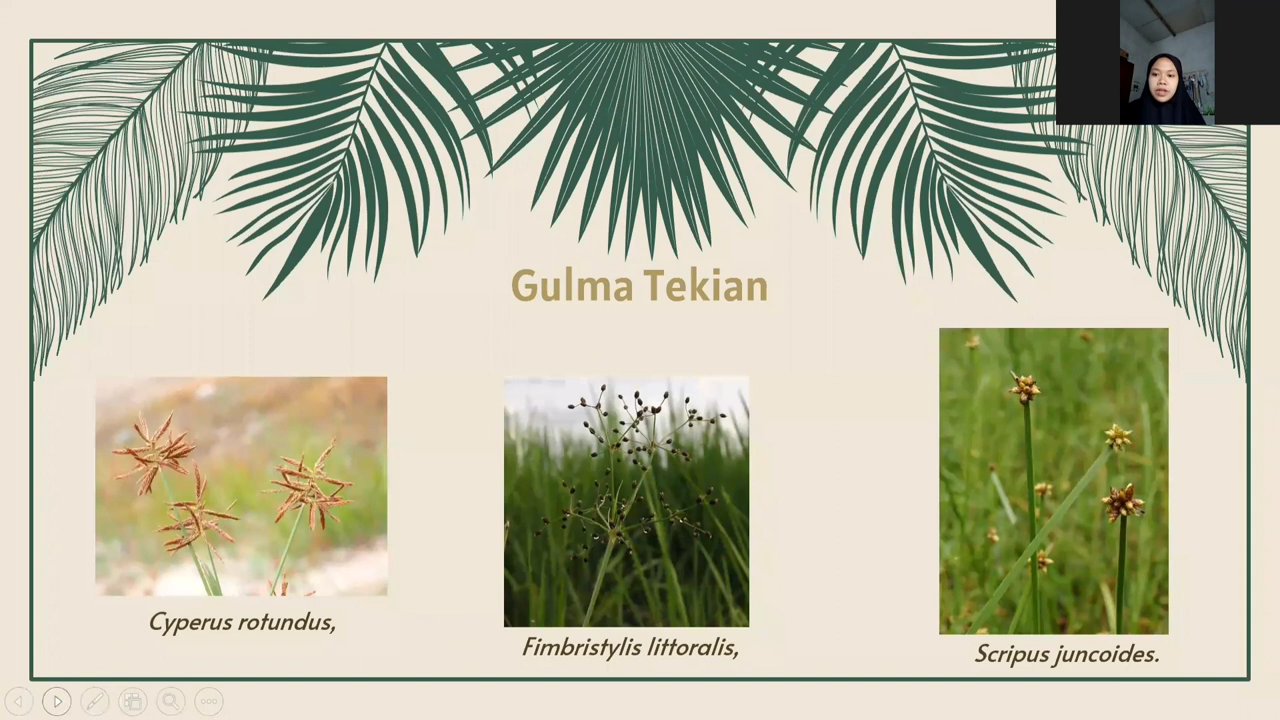 Gulma Tekian
Cyperus rotundus,
Fimbristylis littoralis,
Scripus juncoides.